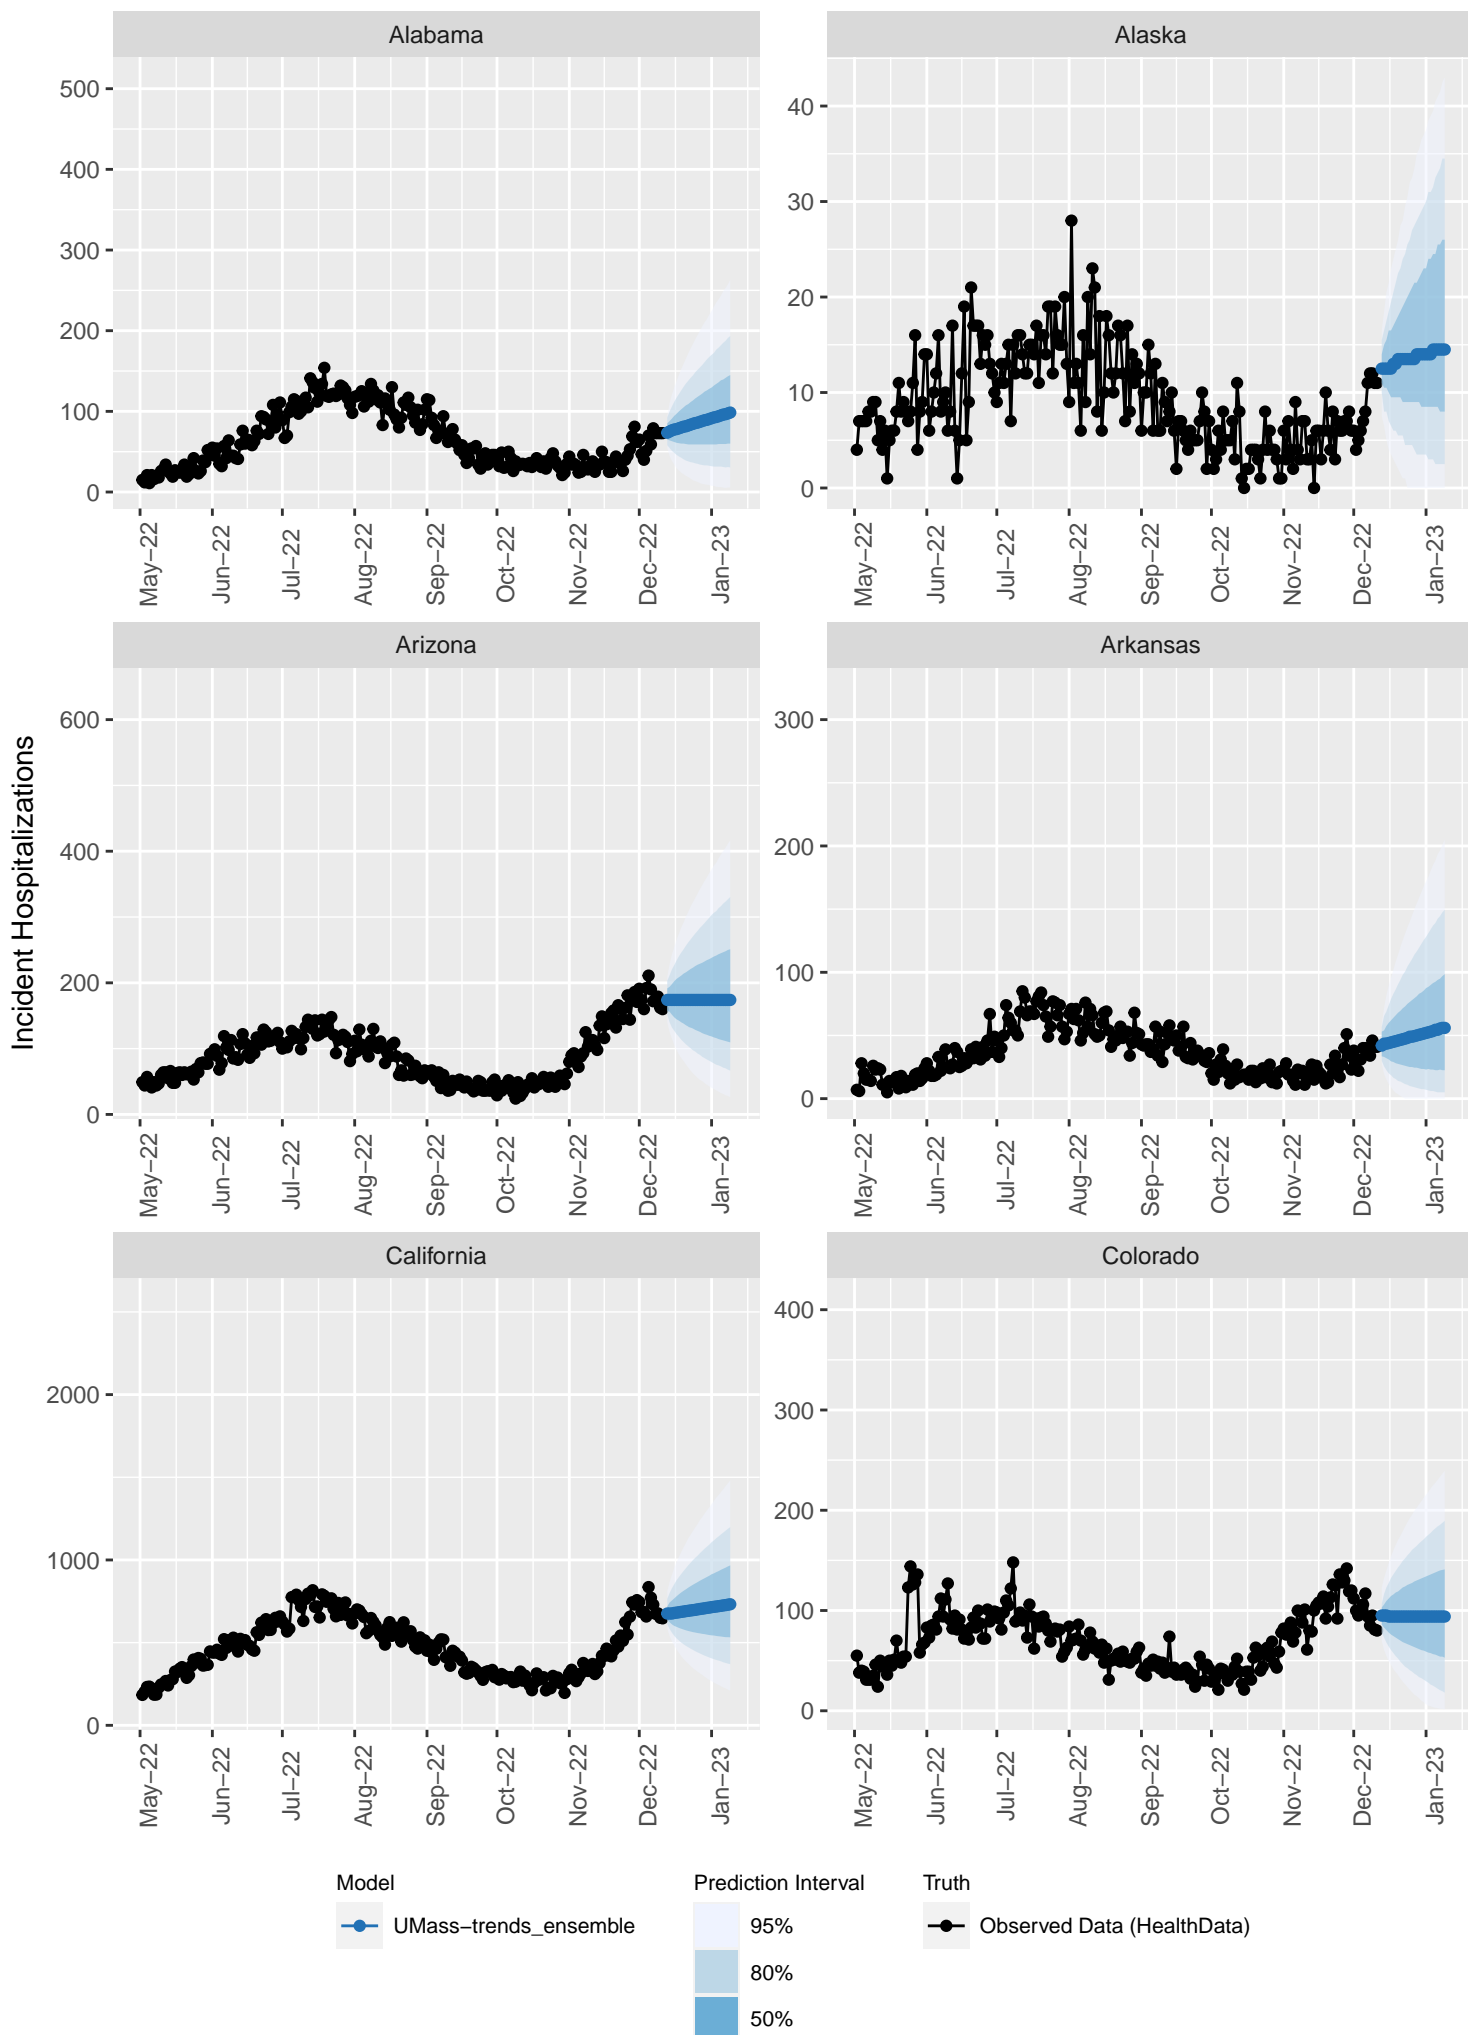 Alabama
Alaska
500
400
300
200
100
0
40
30
20
10
0
May−22
Jun−22
Jul−22
Aug−22
Sep−22
Oct−22
Nov−22
Dec−22
Jan−23
May−22
Jun−22
Jul−22
Aug−22
Sep−22
Oct−22
Nov−22
Dec−22
Jan−23
Incident Hospitalizations
Arizona
Arkansas
600
400
200
0
300
200
100
0
May−22
Jun−22
Jul−22
Aug−22
Sep−22
Oct−22
Nov−22
Dec−22
Jan−23
May−22
Jun−22
Jul−22
Aug−22
Sep−22
Oct−22
Nov−22
Dec−22
Jan−23
California
Colorado
2000
1000
0
400
300
200
100
0
May−22
Jun−22
Jul−22
Aug−22
Sep−22
Oct−22
Nov−22
Dec−22
Jan−23
May−22
Jun−22
Jul−22
Aug−22
Sep−22
Oct−22
Nov−22
Dec−22
Jan−23
Model
UMass−trends_ensemble
Prediction Interval
95%
80%
50%
Truth
Observed Data (HealthData)